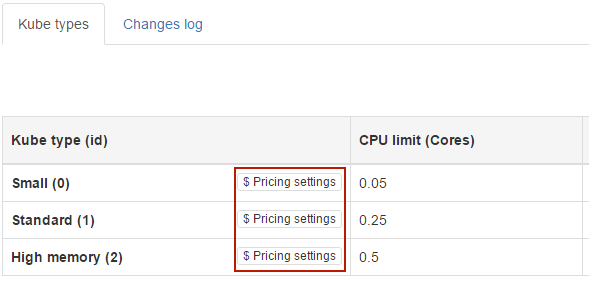 Kube types Changes log
Kube type (id) CPU limit (Cores)
Small (0) $ Pricing settings 0.05
Standard (1) $ Pricing settings 0.25
High memory (2) $ Pricing settings 0.5